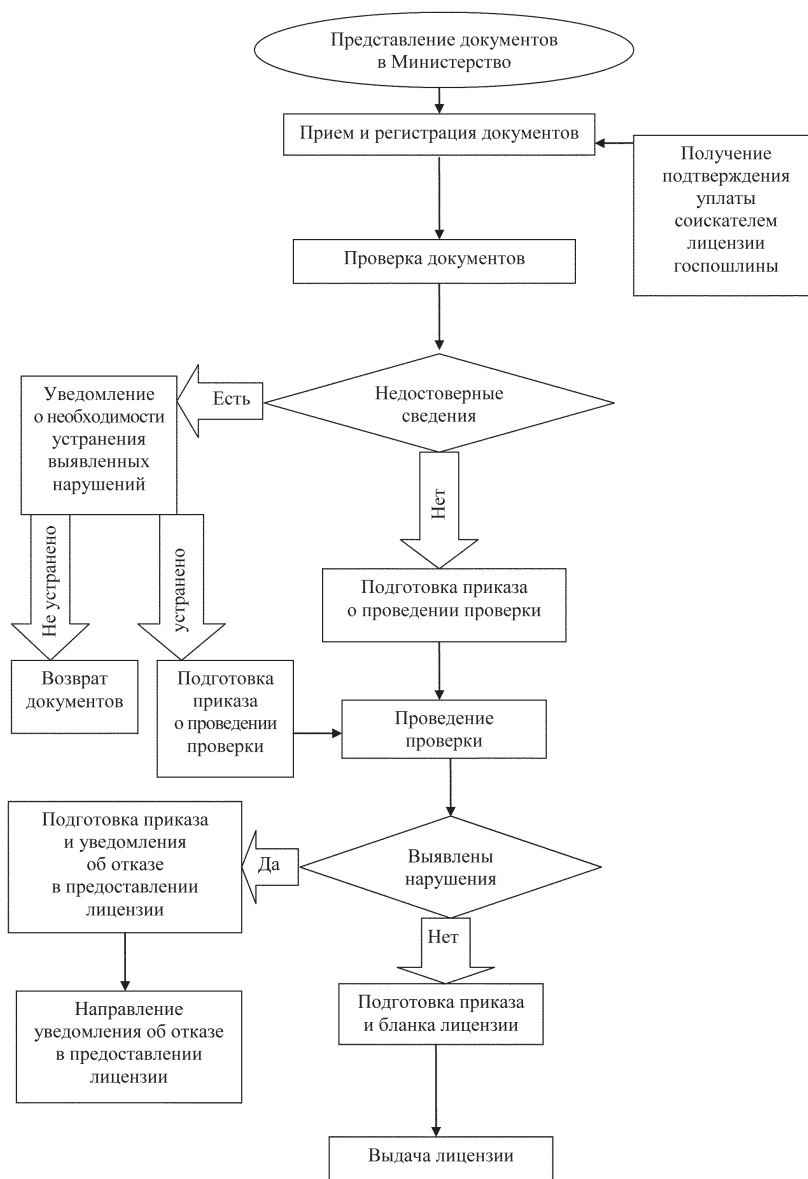 Представление документов
в Министерство
Прием и регистрация документов
Получение
подтверждения
уплаты
соискателем
лицензии
госпошлины
Проверка документов
Недостоверные
сведения
Есть
Уведомление
о необходимости
устранения
выявленных
нарушений
Нет
Не устранено
устранено
Подготовка приказа
о проведении проверки
Возврат
документов
Подготовка
приказа
о проведении
проверки
Проведение
проверки
Выявлены
нарушения
Да
Подготовка приказа
и уведомления
об отказе
в предоставлении
лицензии
Нет
Направление
уведомления об отказе
в предоставлении
лицензии
Подготовка приказа
и бланка лицензии
Выдача лицензии